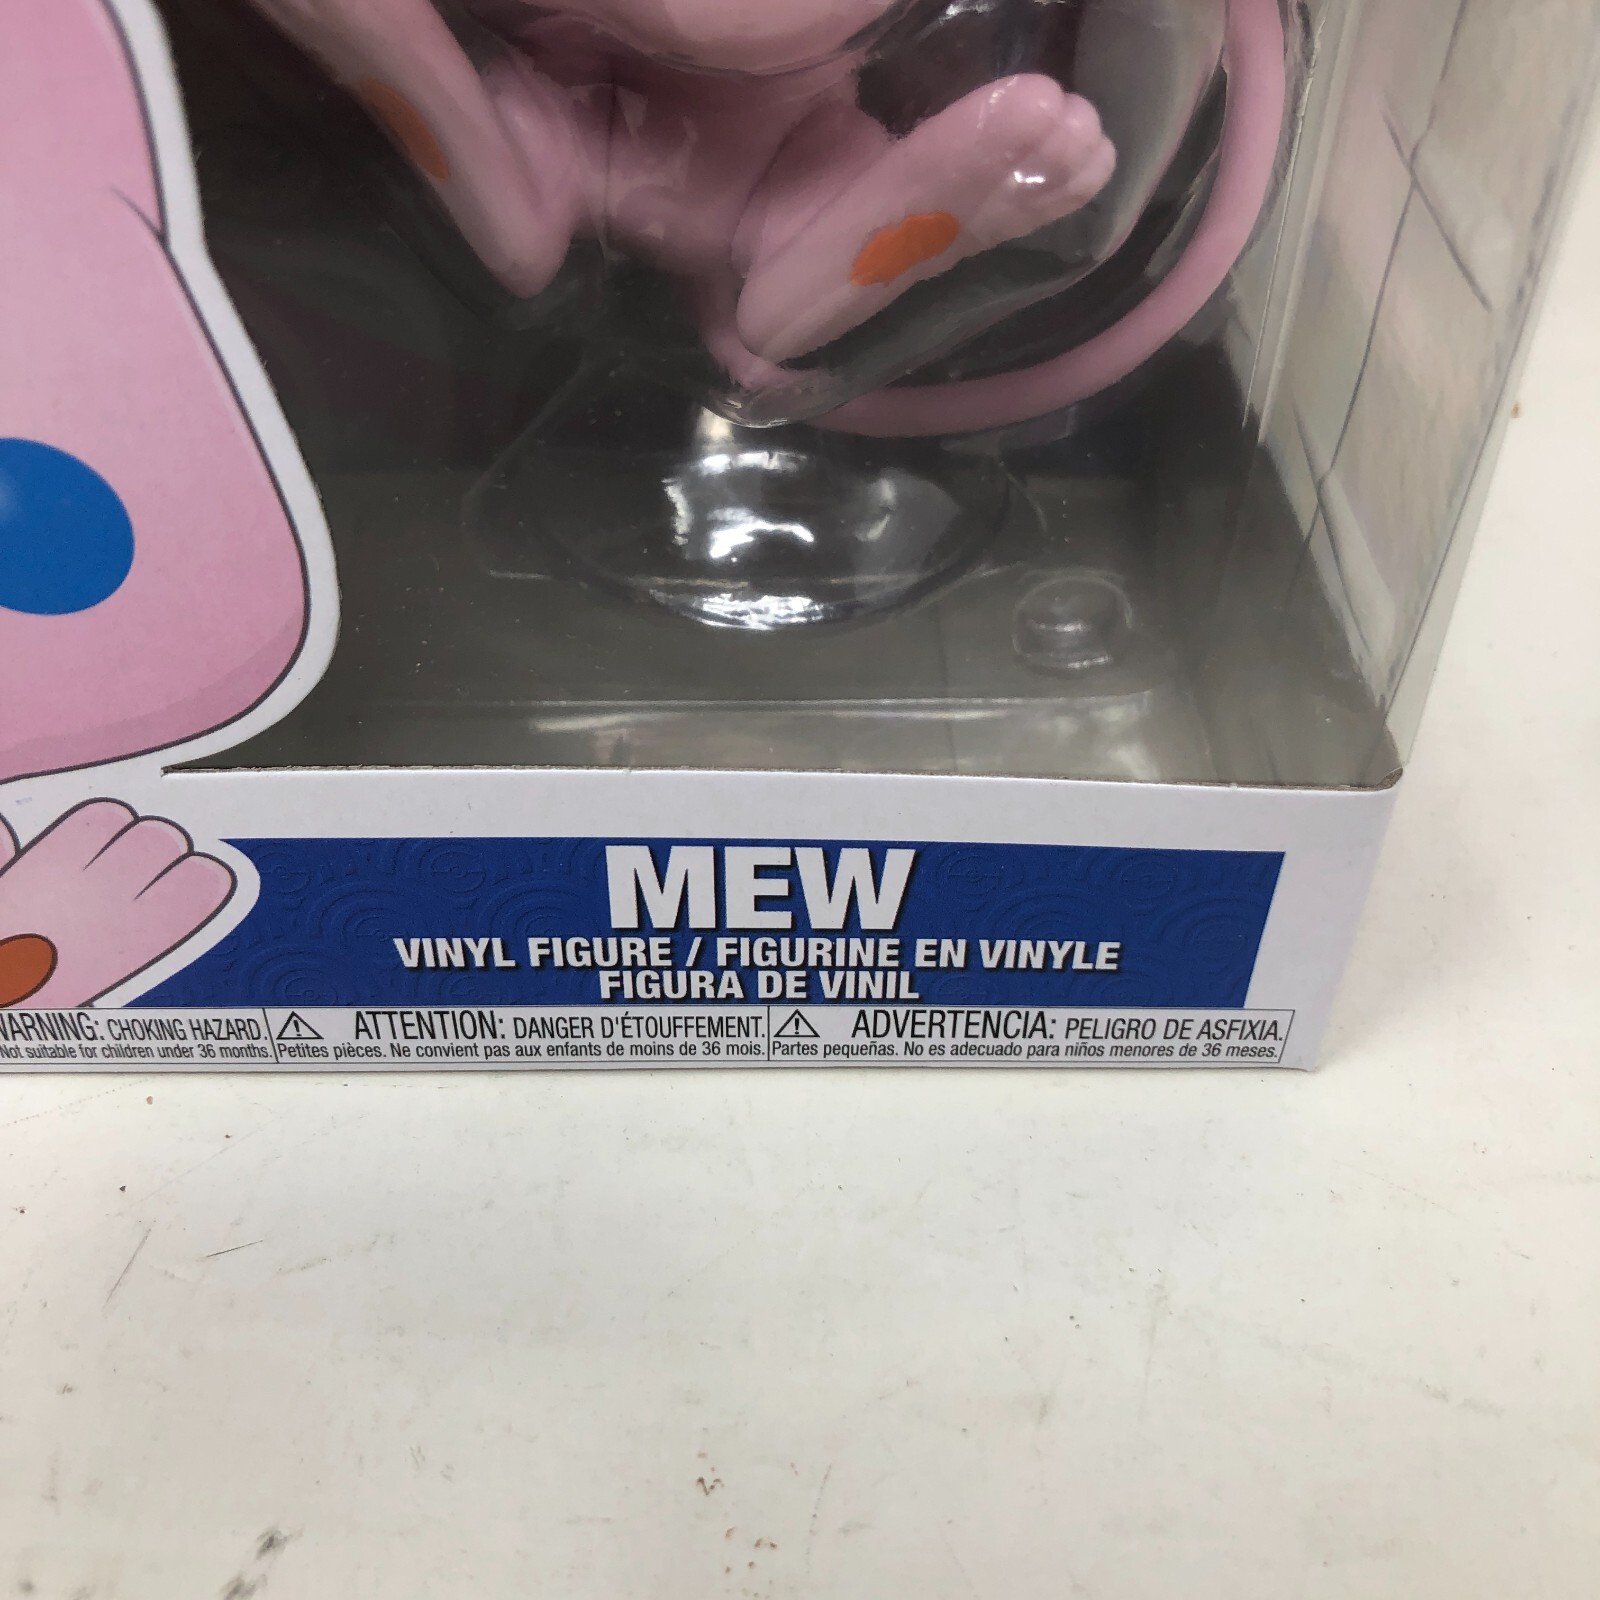 MEW
VINYL FIGURE / FIGURINE EN VINYLE
FIGURA DE VINIL
WARNING: CHOKING HAZARD.
Not suitable for children under 36 months.
ATTENTION: DANGER D'ÉTOUFFEMENT.
Petites pièces. Ne convient pas aux enfants de moins de 36 mois.
ADVERTENCIA: PELIGRO DE ASFIXIA.
Partes pequeñas. No es adecuado para niños menores de 36 meses.